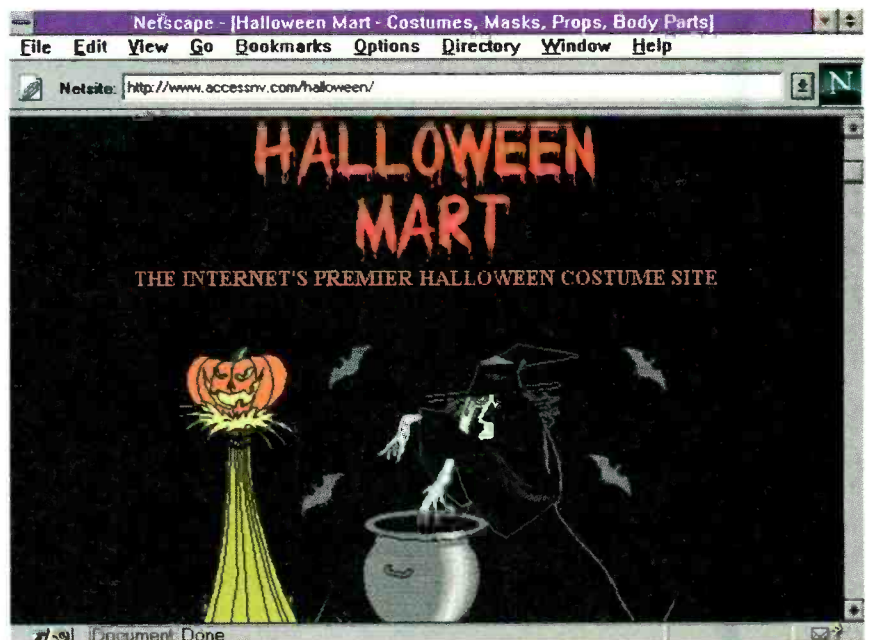 Netscape - [Halloween Mart - Costumes, Masks, Props, Body Parts]
File Edit View Go Bookmarks Options Directory Window Help
Netsite: http://www.accessnv.com/halloween/
N
HALLOWEEN
MART
THE INTERNET'S PREMIER HALLOWEEN COSTUME SITE
Document Done